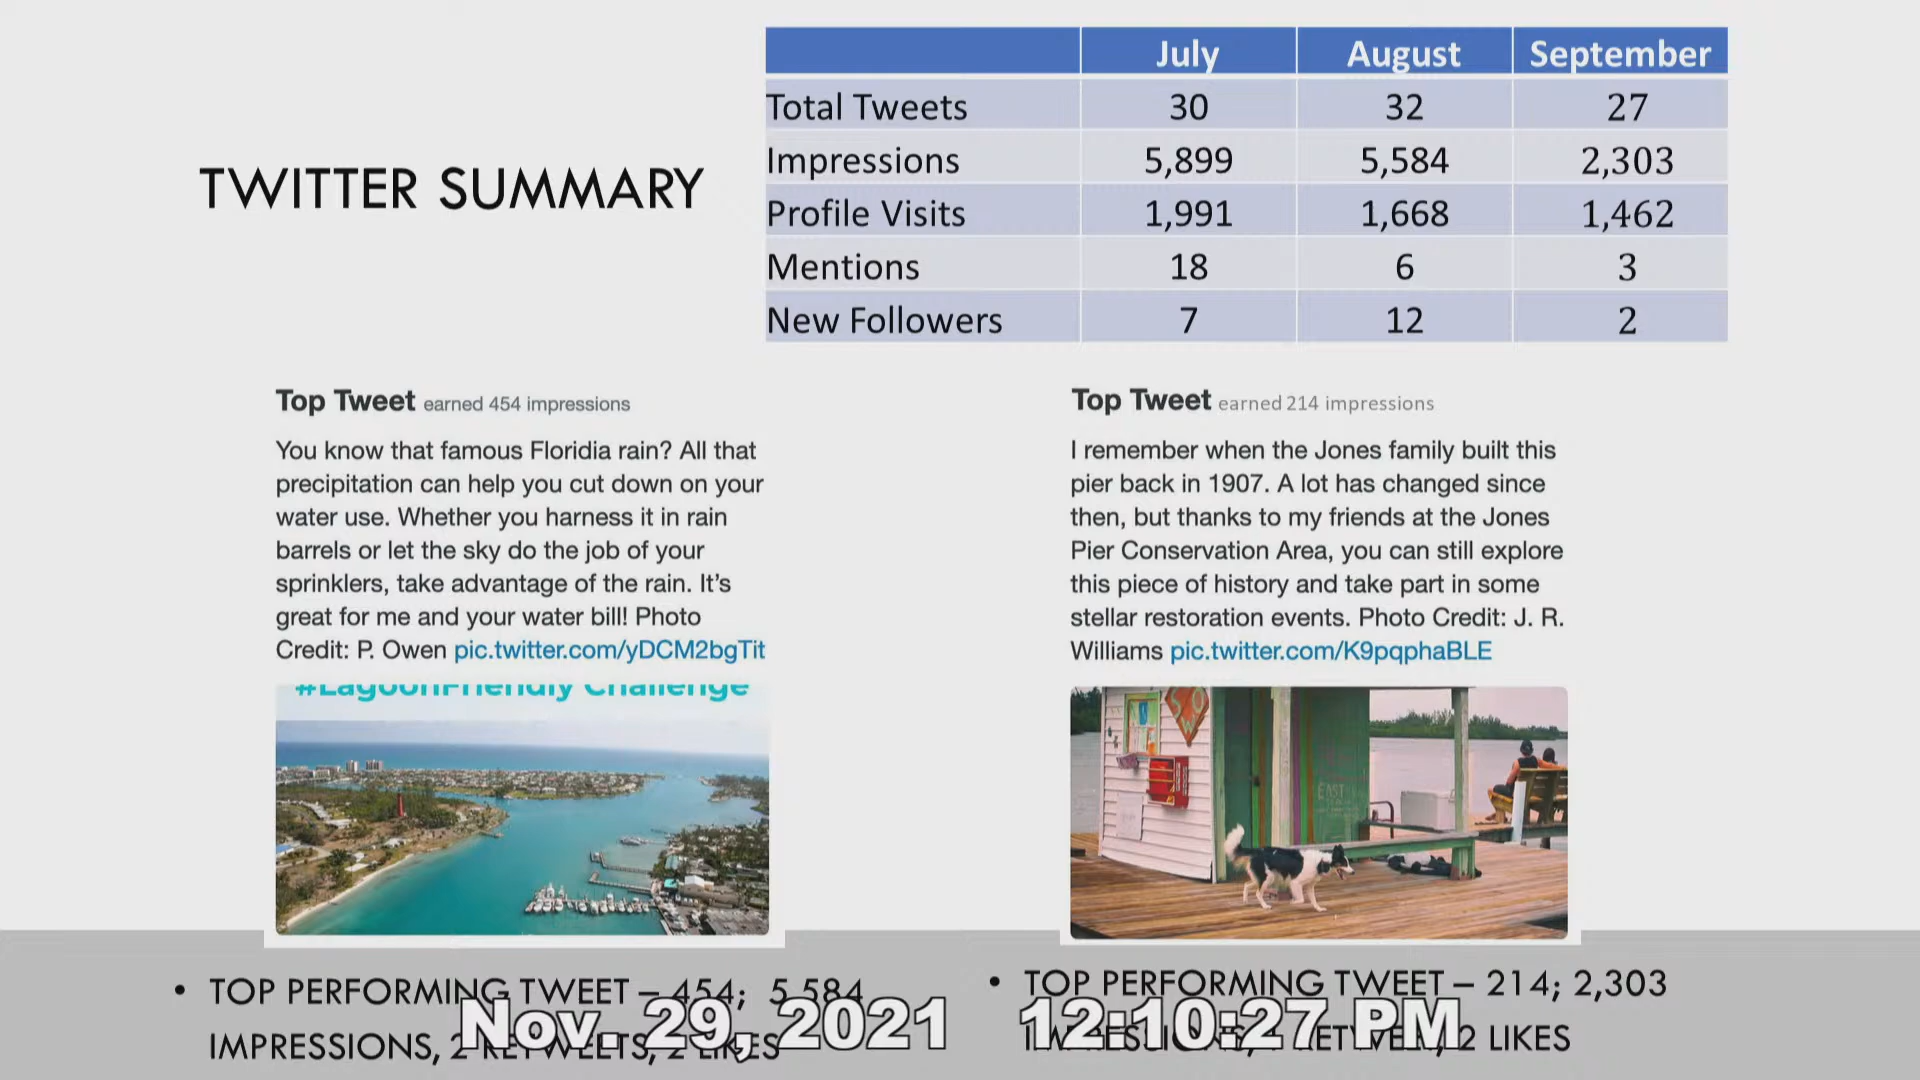 July August September
Total Tweets 30 32 27
TWITTER SUMMARY
Impressions 5,899 5,584 2,303
Profile Visits 1,991 1,668 1,462
Mentions 18 6 3
New Followers 7 12 2
Top Tweet earned 454 impressions
You know that famous Floridia rain? All that
precipitation can help you cut down on your
water use. Whether you harness it in rain
barrels or let the sky do the job of your
sprinklers, take advantage of the rain. It's
great for me and your water bill! Photo
Credit: P. Owen pic.twitter.com/yDCM2bgTit
#LagoonFriendly Challenge
Top Tweet earned 214 impressions
I remember when the Jones family built this
pier back in 1907. A lot has changed since
then, but thanks to my friends at the Jones
Pier Conservation Area, you can still explore
this piece of history and take part in some
stellar restoration events. Photo Credit: J. R.
Williams pic.twitter.com/K9pqphaBLE
EAST
• TOP PERFORMING TWEET – 454; 5,584
IMPRESSIONS, 2 RETWEETS, 2 LIKES
• TOP PERFORMING TWEET – 214; 2,303
IMPRESSIONS, RETWEET, 2 LIKES
Nov. 29, 2021 12:10:27 PM